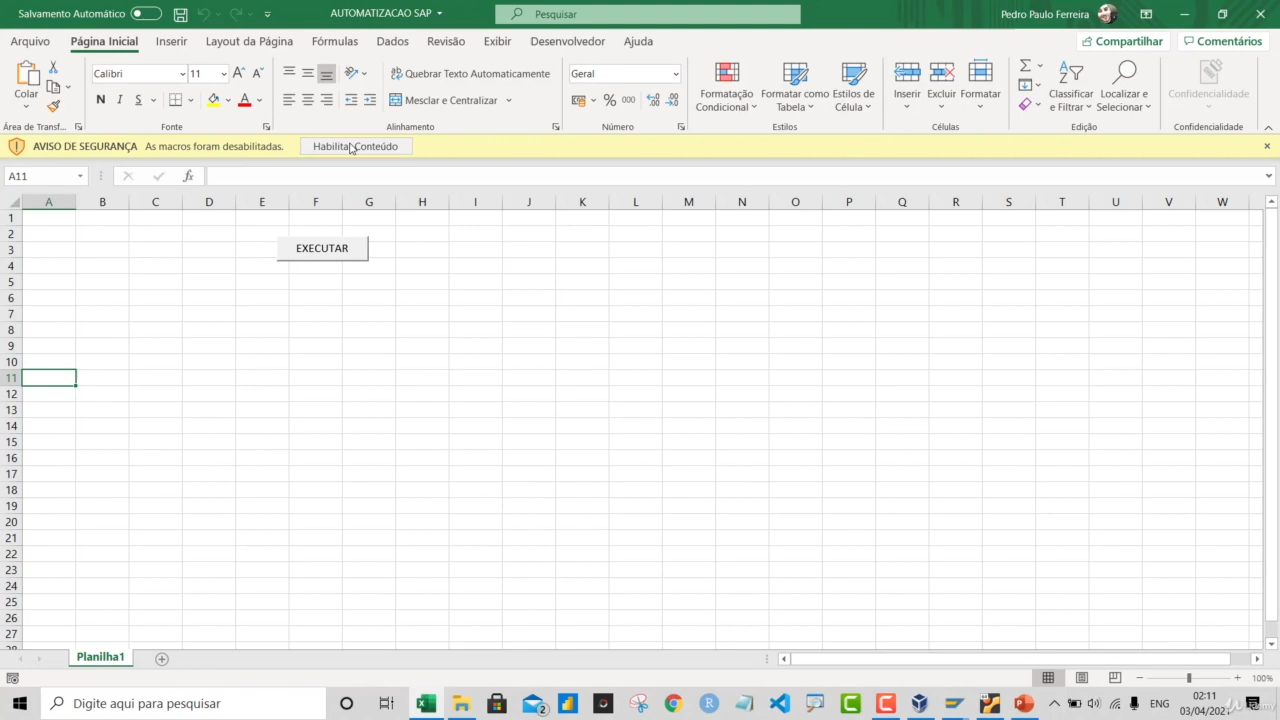 Salvamento Automático AUTOMATIZACAO SAP Pesquisar Pedro Paulo Ferreira
Arquivo Página Inicial Inserir Layout da Página Fórmulas Dados Revisão Exibir Desenvolvedor Ajuda Compartilhar Comentários
Colar
Área de Transf...
Calibri 11
N I S
Fonte
Quebrar Texto Automaticamente
Mesclar e Centralizar
Alinhamento
Geral
% 000
Número
Formatação Condicional
Formatar como Tabela
Estilos de Célula
Estilos
Inserir Excluir Formatar
Células
Classificar e Filtrar
Localizar e Selecionar
Edição
Confidencialidade
Confidencialidade
AVISO DE SEGURANÇA As macros foram desabilitadas. Habilitar Conteúdo
A11 fx
A B C D E F G H I J K L M N O P Q R S T U V W
1
2
3 EXECUTAR
4
5
6
7
8
9
10
11
12
13
14
15
16
17
18
19
20
21
22
23
24
25
26
27
28
Planilha1
100%
Digite aqui para pesquisar
2
02:11
03/04/2021